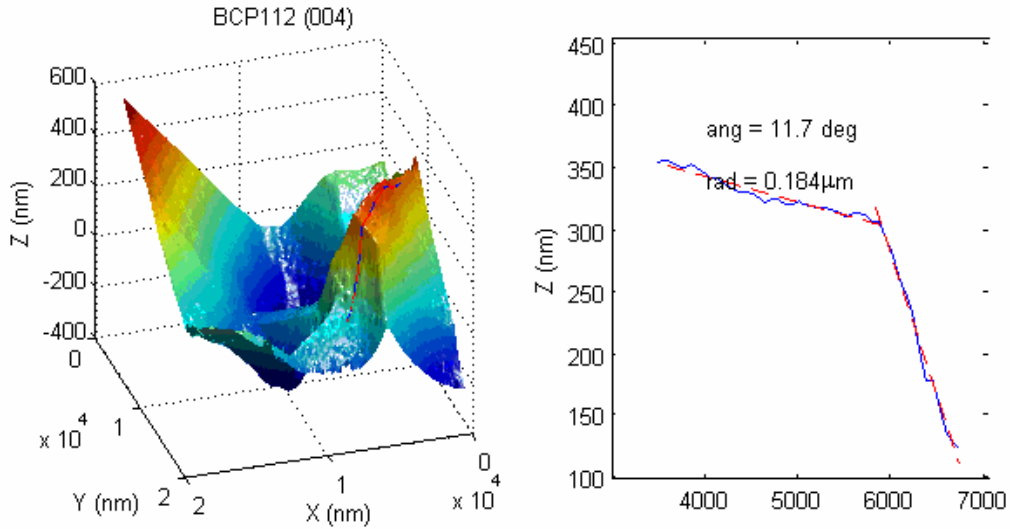 BCP112 (004)
600
400
200
0
-200
-400
Z (nm)
0
1
2
x 10^4
Y (nm)
2
1
0
x 10^4
X (nm)
450
400
350
300
250
200
150
100
Z (nm)
ang = 11.7 deg
rad = 0.184μm
4000 5000 6000 7000